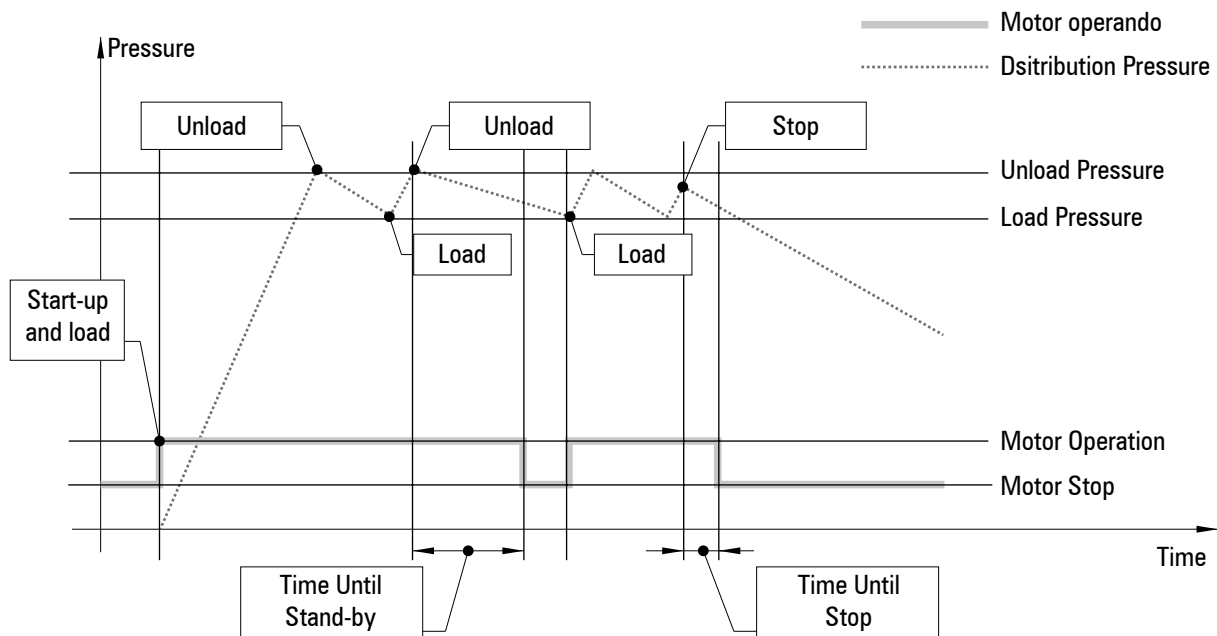 Motor operando
Pressure
Dsitribution Pressure
Unload
Unload
Stop
Unload Pressure
Load Pressure
Load
Load
Start-up
and load
Motor Operation
Motor Stop
Time
Time Until
Stand-by
Time Until
Stop